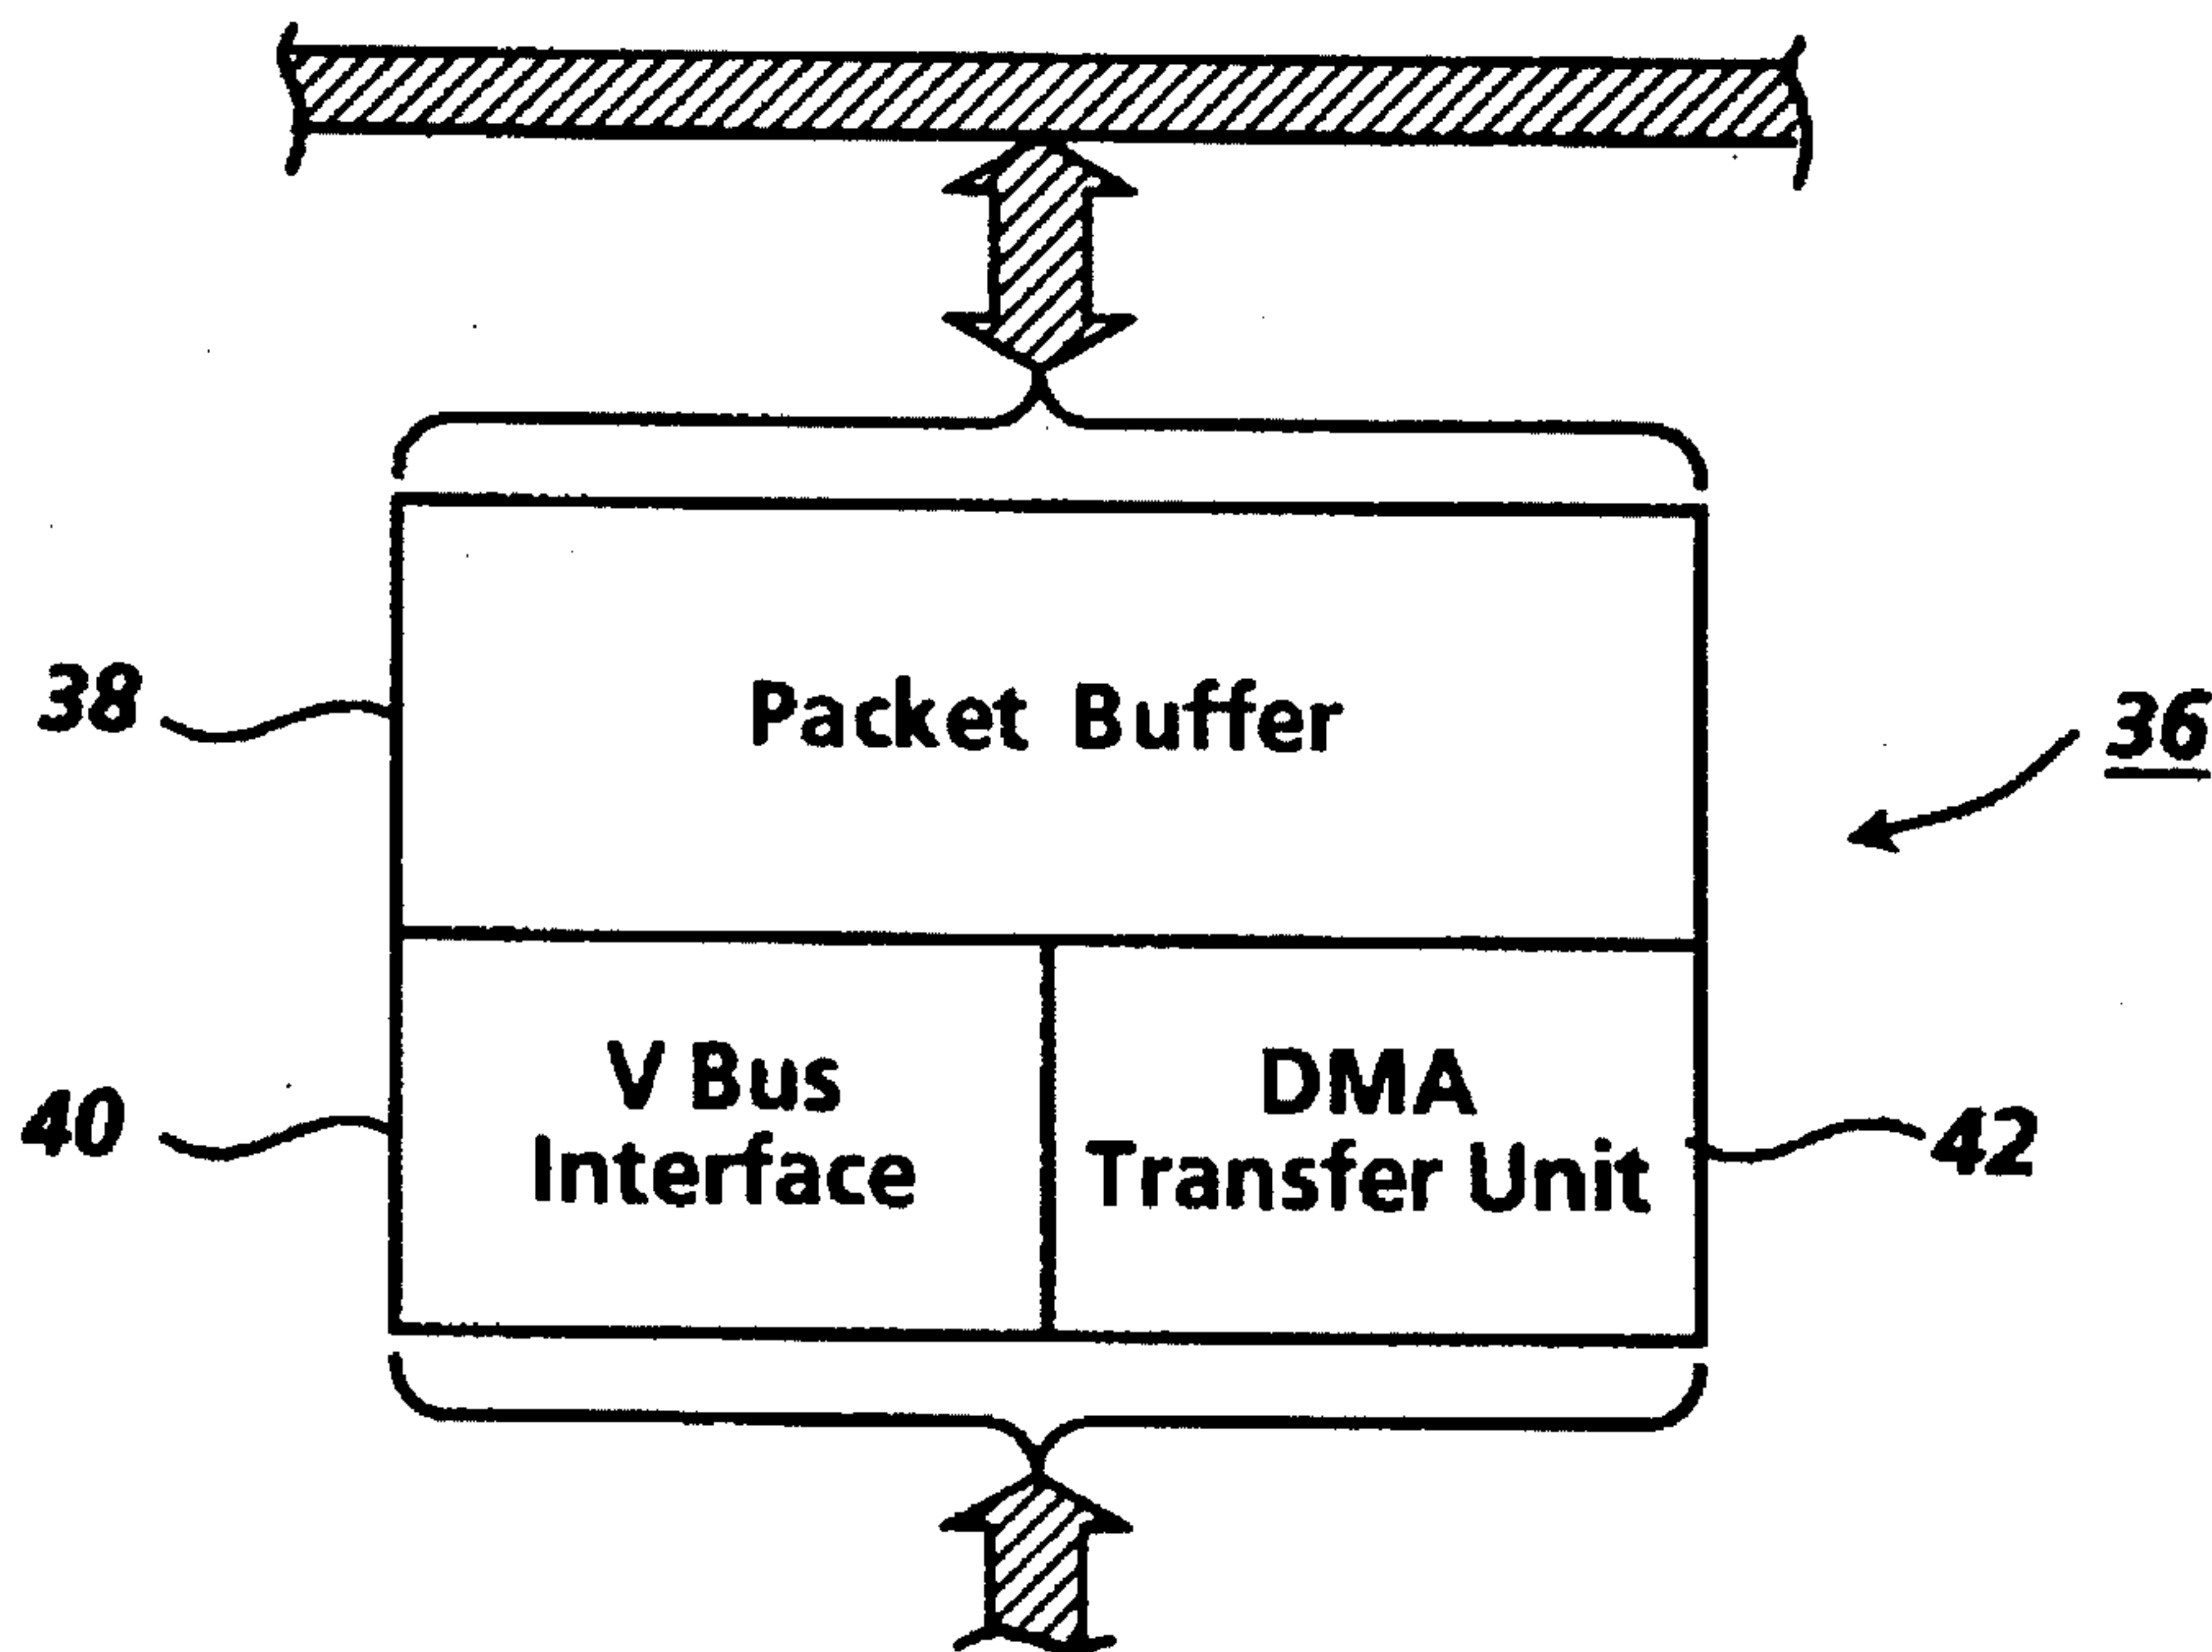 38
Packet Buffer
36
40
V Bus
Interface
DMA
Transfer Unit
42